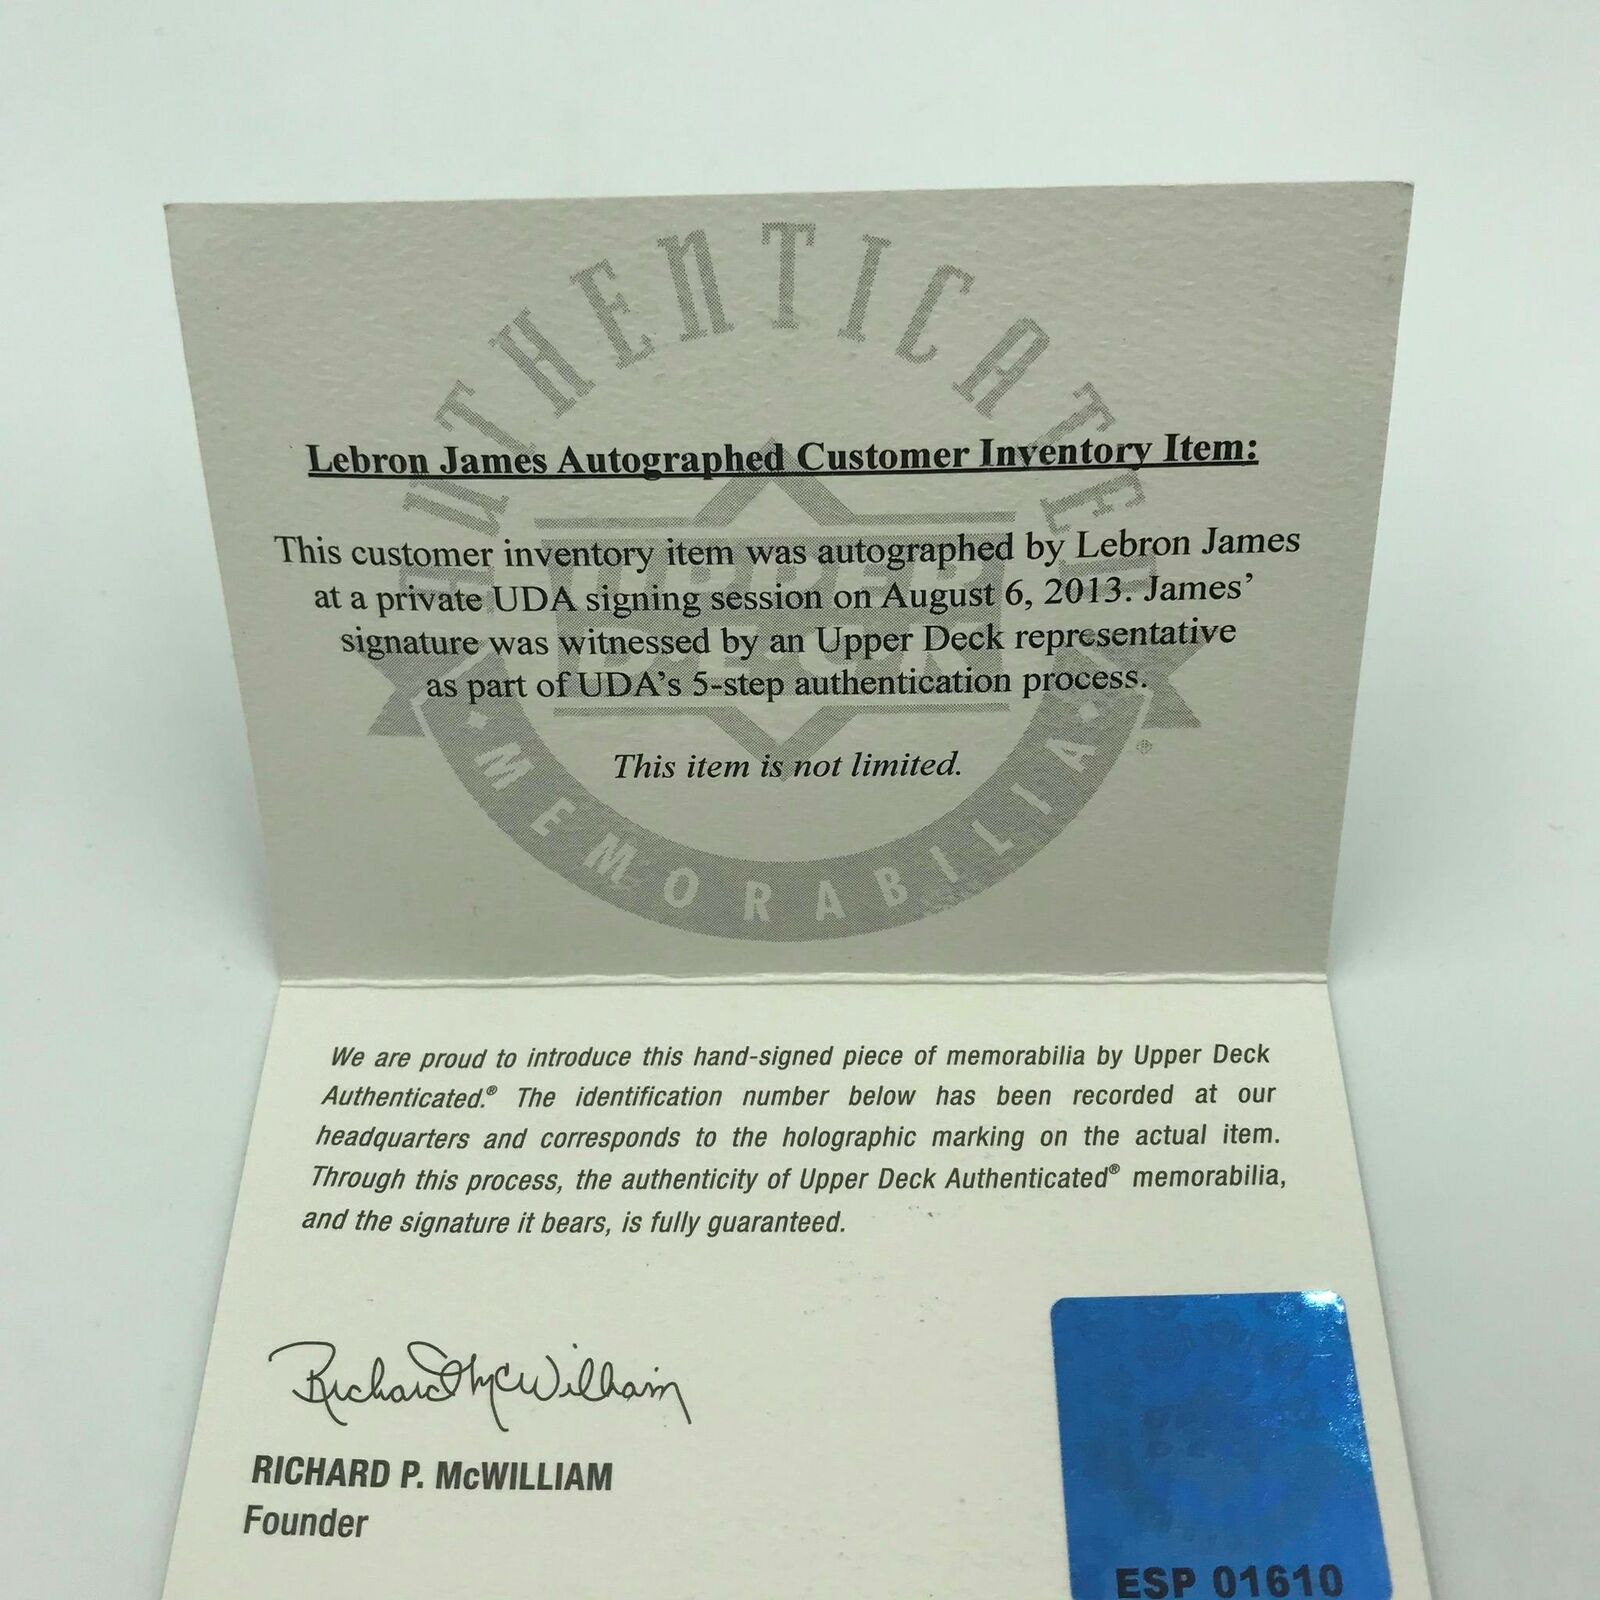 AUTHENTICATED
Lebron James Autographed Customer Inventory Item:
This customer inventory item was autographed by Lebron James
at a private UDA signing session on August 6, 2013. James’
signature was witnessed by an Upper Deck representative
as part of UDA’s 5-step authentication process.
This item is not limited.
UPPER
DECK
MEMORABILIA
®
We are proud to introduce this hand-signed piece of memorabilia by Upper Deck
Authenticated.® The identification number below has been recorded at our
headquarters and corresponds to the holographic marking on the actual item.
Through this process, the authenticity of Upper Deck Authenticated® memorabilia,
and the signature it bears, is fully guaranteed.
Richard McWilliam
RICHARD P. McWILLIAM
Founder
UPPER
DECK
ESP 01610